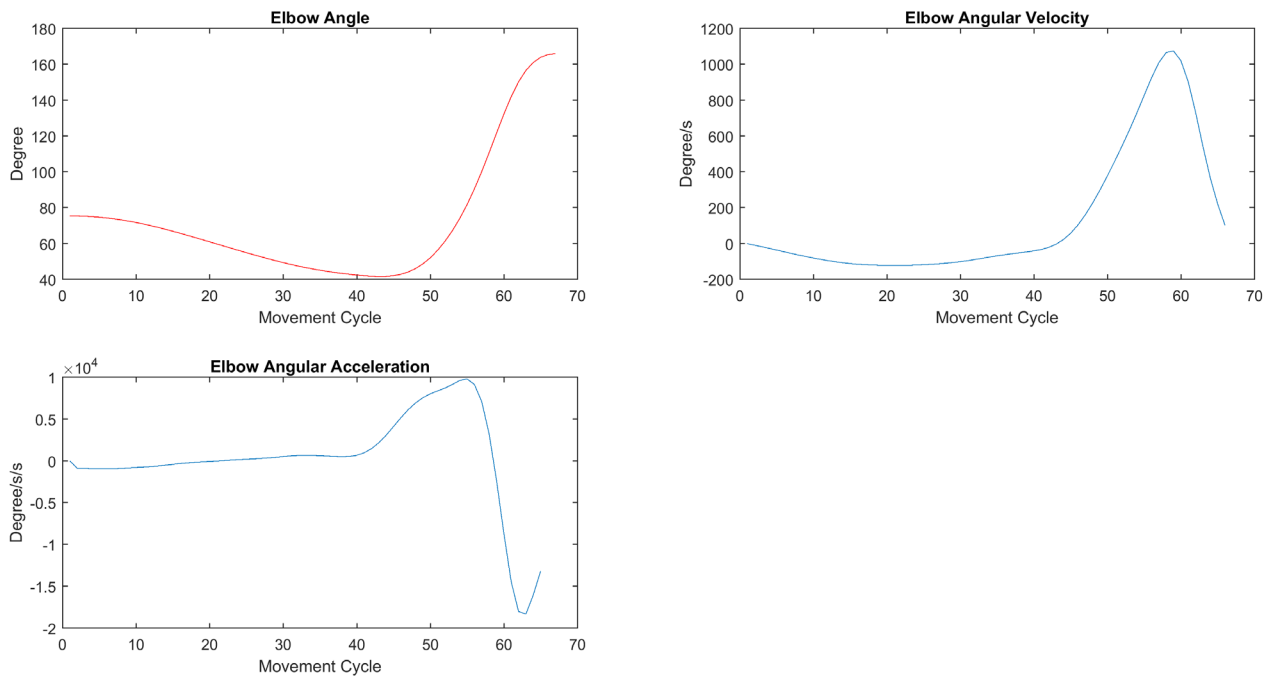 Elbow Angle
180
160
140
120
100
80
60
40
Degree
0 10 20 30 40 50 60 70
Movement Cycle
Elbow Angular Velocity
1200
1000
800
600
400
200
0
-200
Degree/s
0 10 20 30 40 50 60 70
Movement Cycle
Elbow Angular Acceleration
×10⁴
1
0.5
0
-0.5
-1
-1.5
-2
Degree/s/s
0 10 20 30 40 50 60 70
Movement Cycle